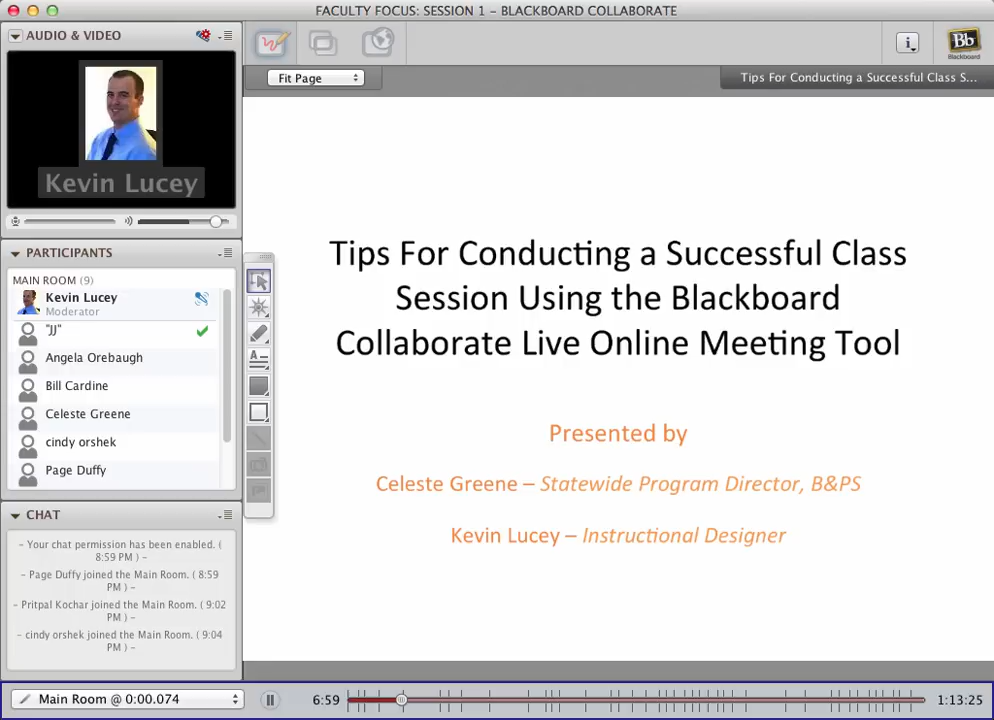 FACULTY FOCUS: SESSION 1 – BLACKBOARD COLLABORATE
AUDIO & VIDEO
Kevin Lucey
PARTICIPANTS
MAIN ROOM (9)
Kevin Lucey
Moderator
"JJ"
Angela Orebaugh
Bill Cardine
Celeste Greene
cindy orshek
Page Duffy
CHAT
– Your chat permission has been enabled. (
8:59 PM ) –
– Page Duffy joined the Main Room. ( 8:59
PM ) –
– Pritpal Kochar joined the Main Room. ( 9:02
PM ) –
– cindy orshek joined the Main Room. ( 9:04
PM ) –
Fit Page
Bb
Blackboard
Tips For Conducting a Successful Class S...
Tips For Conducting a Successful Class
Session Using the Blackboard
Collaborate Live Online Meeting Tool
Presented by
Celeste Greene – Statewide Program Director, B&PS
Kevin Lucey – Instructional Designer
Main Room @ 0:00.074
6:59
1:13:25